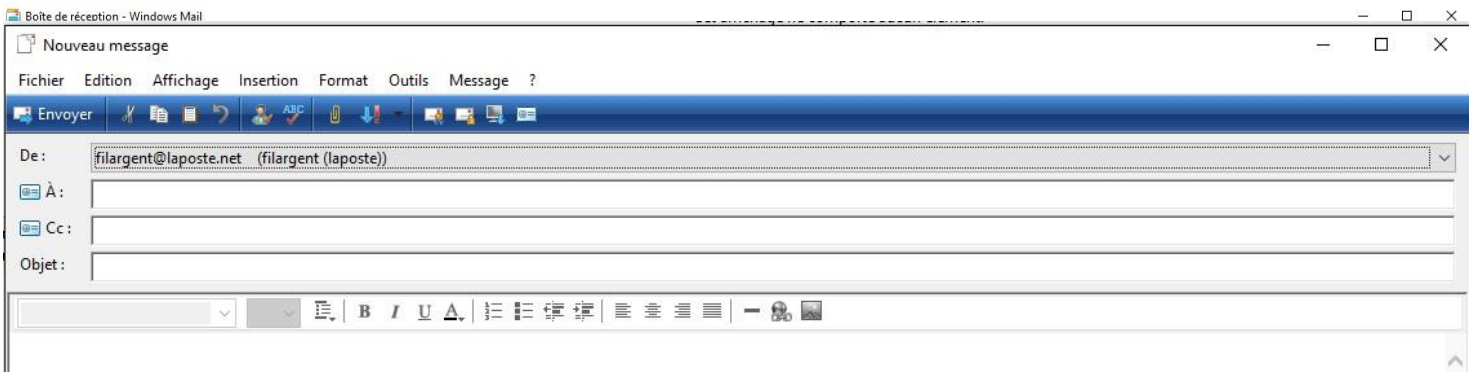 Boîte de réception - Windows Mail
Nouveau message
Fichier Edition Affichage Insertion Format Outils Message ?
Envoyer ABC
De : filargent@laposte.net (filargent (laposte))
À :
Cc :
Objet :
B I U A